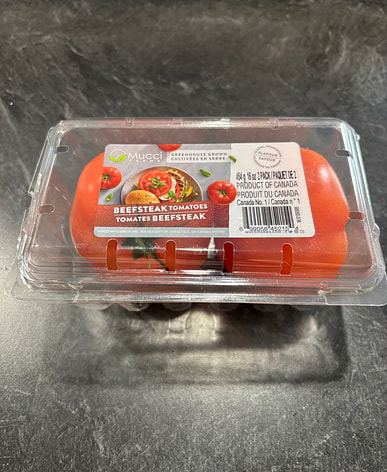 Mucci
FARMS
GREENHOUSE GROWN
CULTIVÉES EN SERRE
FLAVOUR
SAVEUR
BEEFSTEAK TOMATOES
TOMATES BEEFSTEAK
454 g 16 oz 2 PACK / PAQUET DE 2
PRODUCT OF CANADA
PRODUIT DU CANADA
Canada No. 1 / Canada n° 1